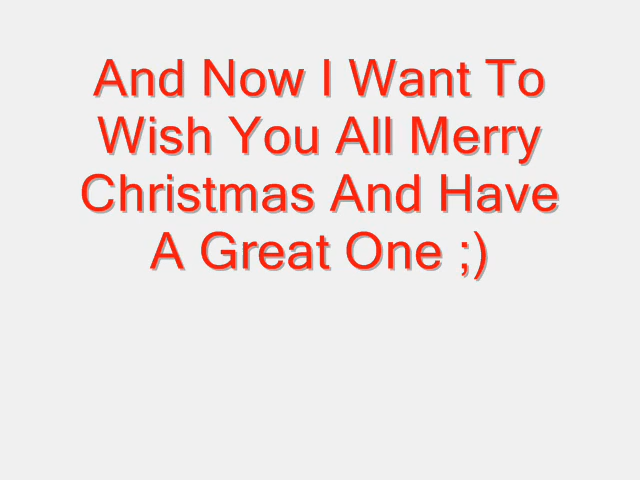 And Now I Want To
Wish You All Merry
Christmas And Have
A Great One ;)